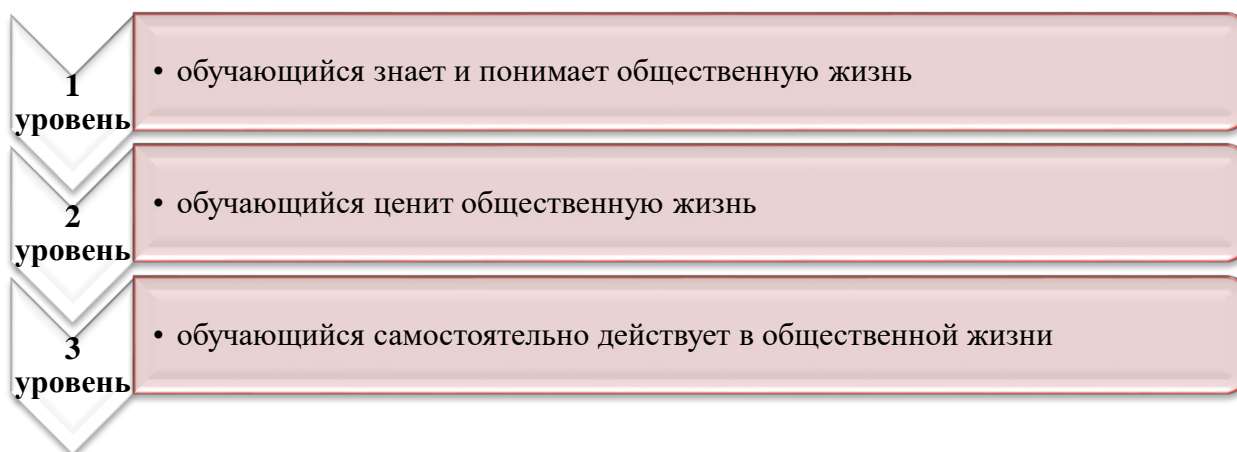 1
уровень
• обучающийся знает и понимает общественную жизнь
2
уровень
• обучающийся ценит общественную жизнь
3
уровень
• обучающийся самостоятельно действует в общественной жизни